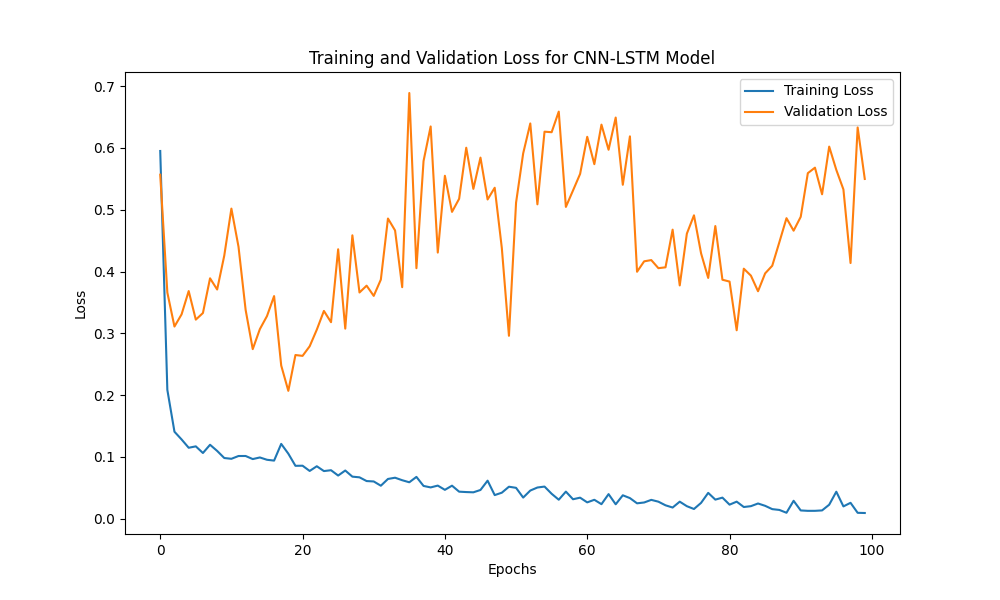 Training and Validation Loss for CNN-LSTM Model
Training Loss
Validation Loss
0.7
0.6
0.5
0.4
0.3
0.2
0.1
0.0
Loss
0 20 40 60 80 100
Epochs